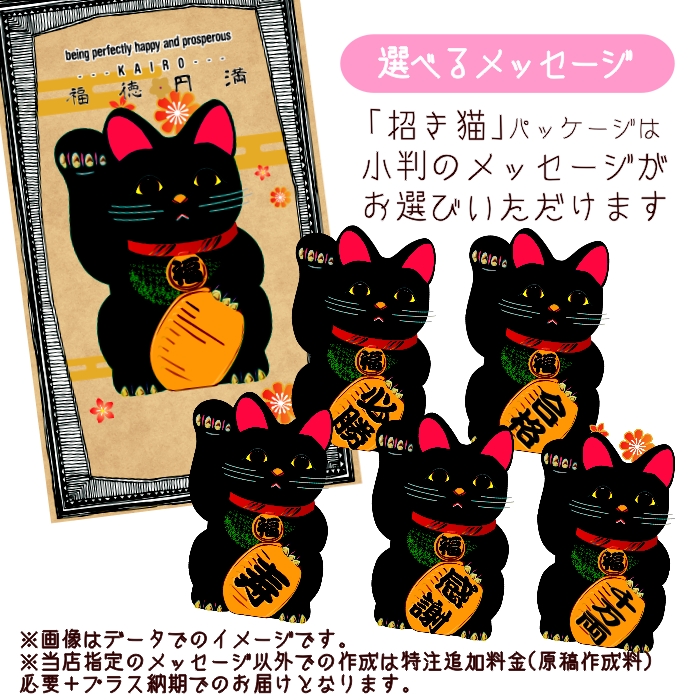 being perfectly happy and prosperous
---KAIRO---
福徳円満
選べるメッセージ
「招き猫」パッケージは
小判のメッセージが
お選びいただけます
福
福
必勝
福
合格
福
寿
福
感謝
福
千万両
※画像はデータでのイメージです。
※当店指定のメッセージ以外での作成は特注追加料金(原稿作成料)
必要＋プラス納期でのお届けとなります。